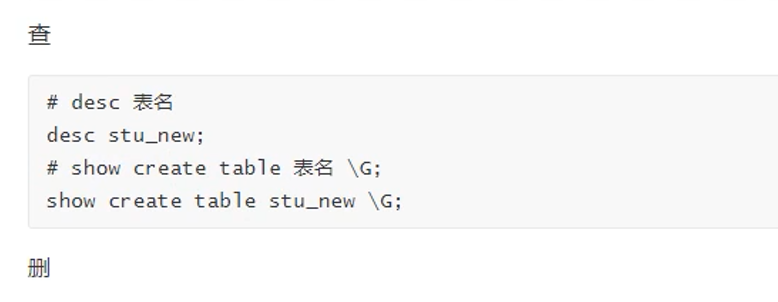 查
# desc 表名
desc stu_new;
# show create table 表名 \G;
show create table stu_new \G;
删